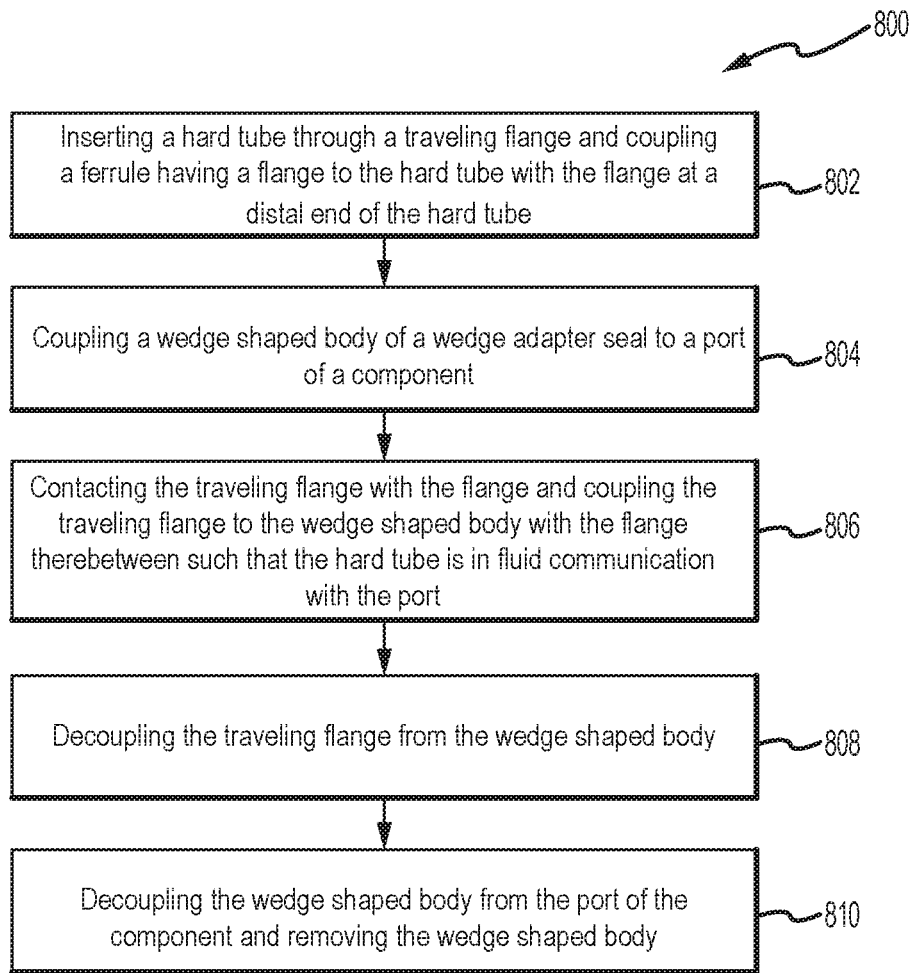 800
Inserting a hard tube through a traveling flange and coupling
a ferrule having a flange to the hard tube with the flange at a
distal end of the hard tube
802
Coupling a wedge shaped body of a wedge adapter seal to a port
of a component
804
Contacting the traveling flange with the flange and coupling the
traveling flange to the wedge shaped body with the flange
therebetween such that the hard tube is in fluid communication
with the port
806
Decoupling the traveling flange from the wedge shaped body
808
Decoupling the wedge shaped body from the port of the
component and removing the wedge shaped body
810